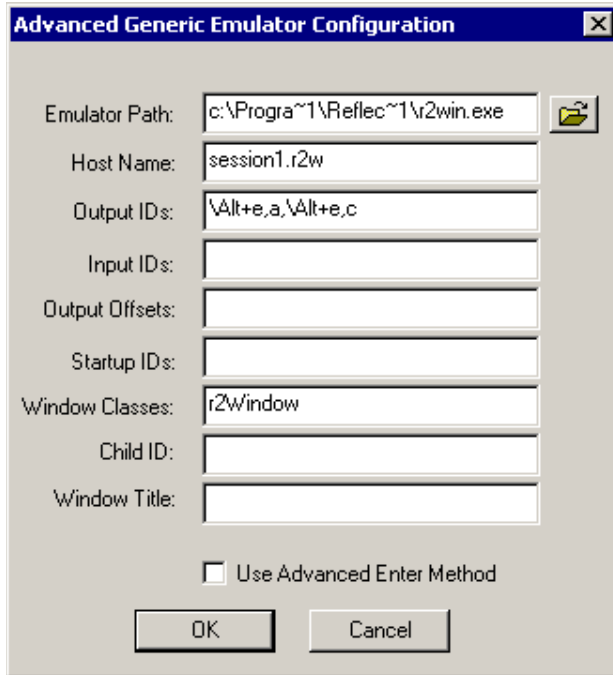 Advanced Generic Emulator Configuration
Emulator Path: c:\Progra~1\Reflec~1\r2win.exe
Host Name: session1.r2w
Output IDs: \Alt+e,a,\Alt+e,c
Input IDs:
Output Offsets:
Startup IDs:
Window Classes: r2Window
Child ID:
Window Title:
Use Advanced Enter Method
OK Cancel